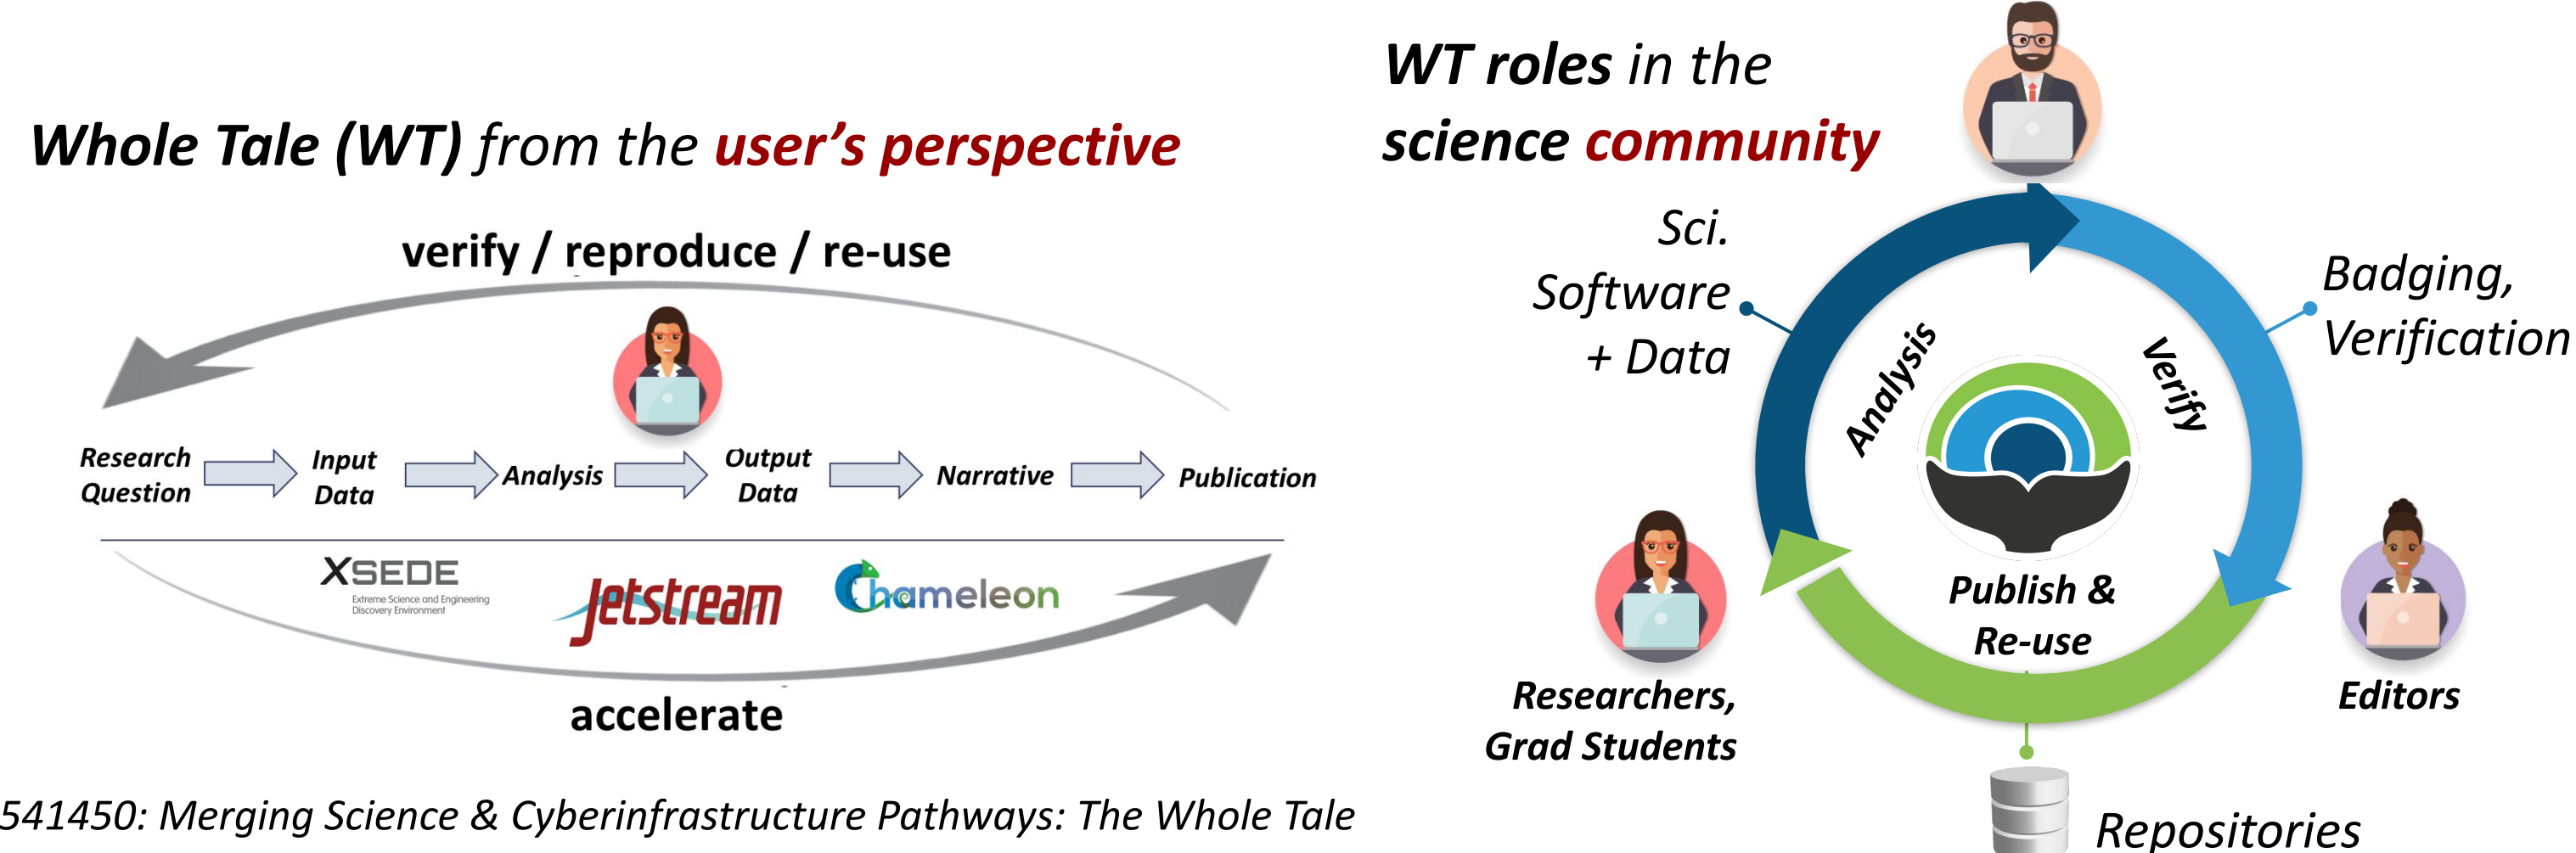 Whole Tale (WT) from the user's perspective
verify / reproduce / re-use
Research
Question
Input
Data
Analysis
Output
Data
Narrative
Publication
XSEDE
Extreme Science and Engineering
Discovery Environment
Jetstream
Chameleon
accelerate
541450: Merging Science & Cyberinfrastructure Pathways: The Whole Tale
WT roles in the
science community
Sci.
Software
+ Data
Badging,
Verification
Analysis
Verify
Publish &
Re-use
Researchers,
Grad Students
Editors
Repositories